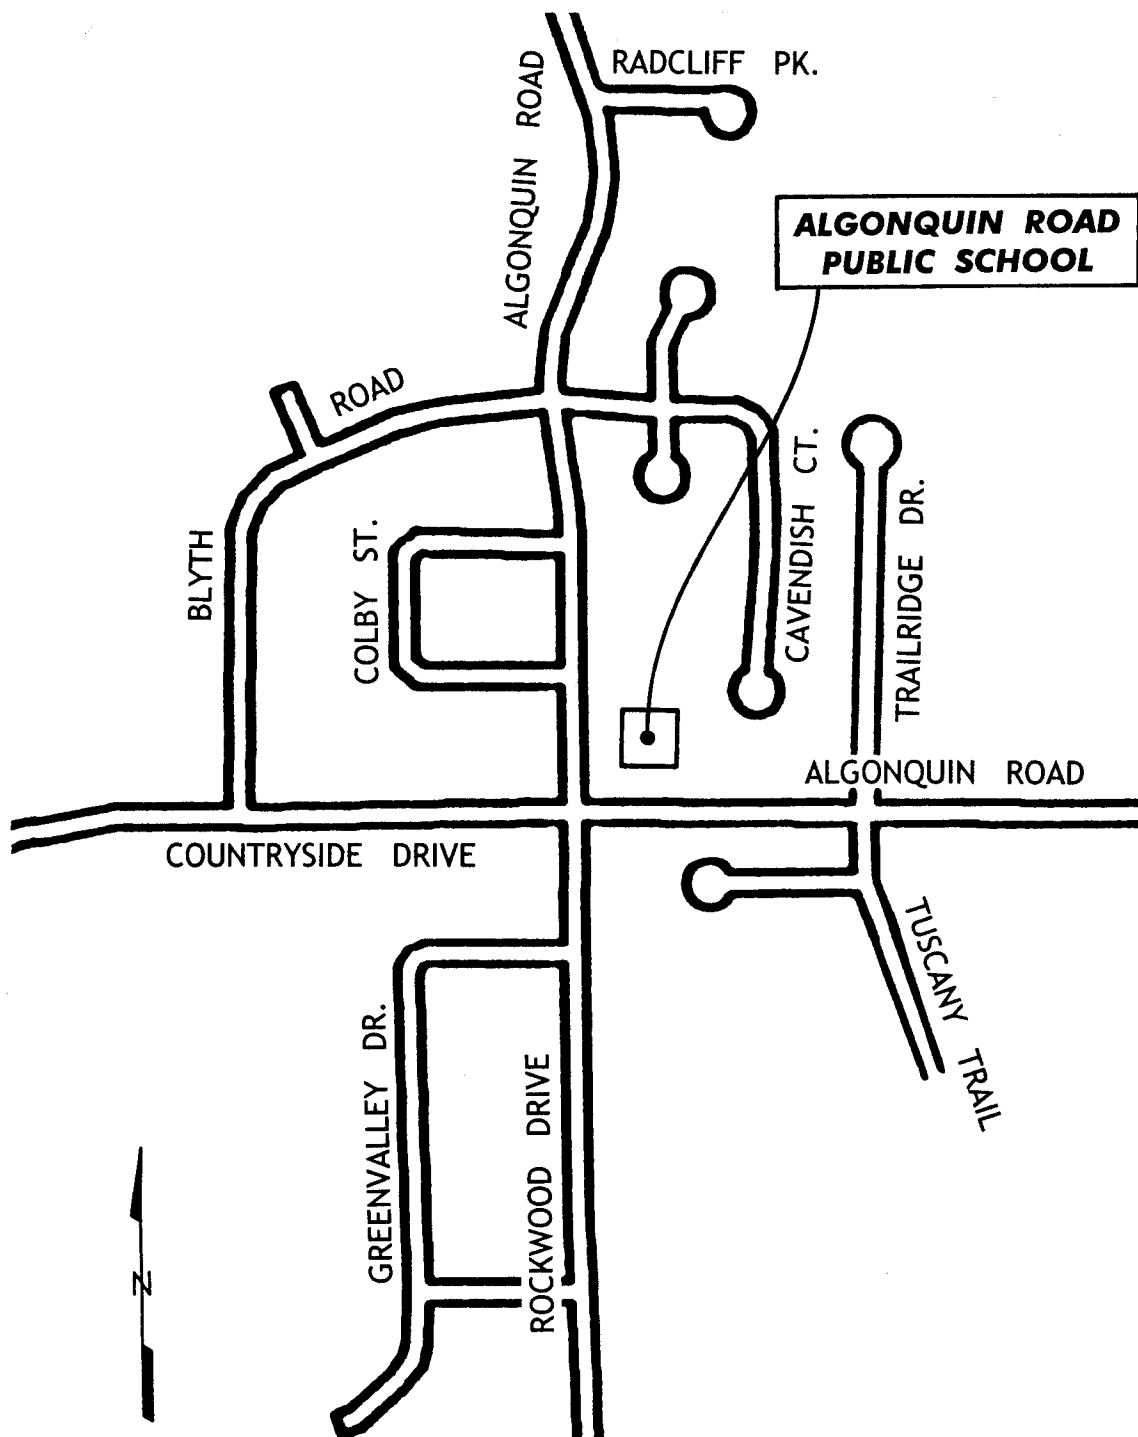 RADCLIFF PK.
ALGONQUIN ROAD
ALGONQUIN ROAD
PUBLIC SCHOOL
BLYTH ROAD
COLBY ST.
CAVENDISH CT.
TRAILRIDGE DR.
ALGONQUIN ROAD
COUNTRYSIDE DRIVE
TUSCANY TRAIL
GREENVALLEY DR.
ROCKWOOD DRIVE
N